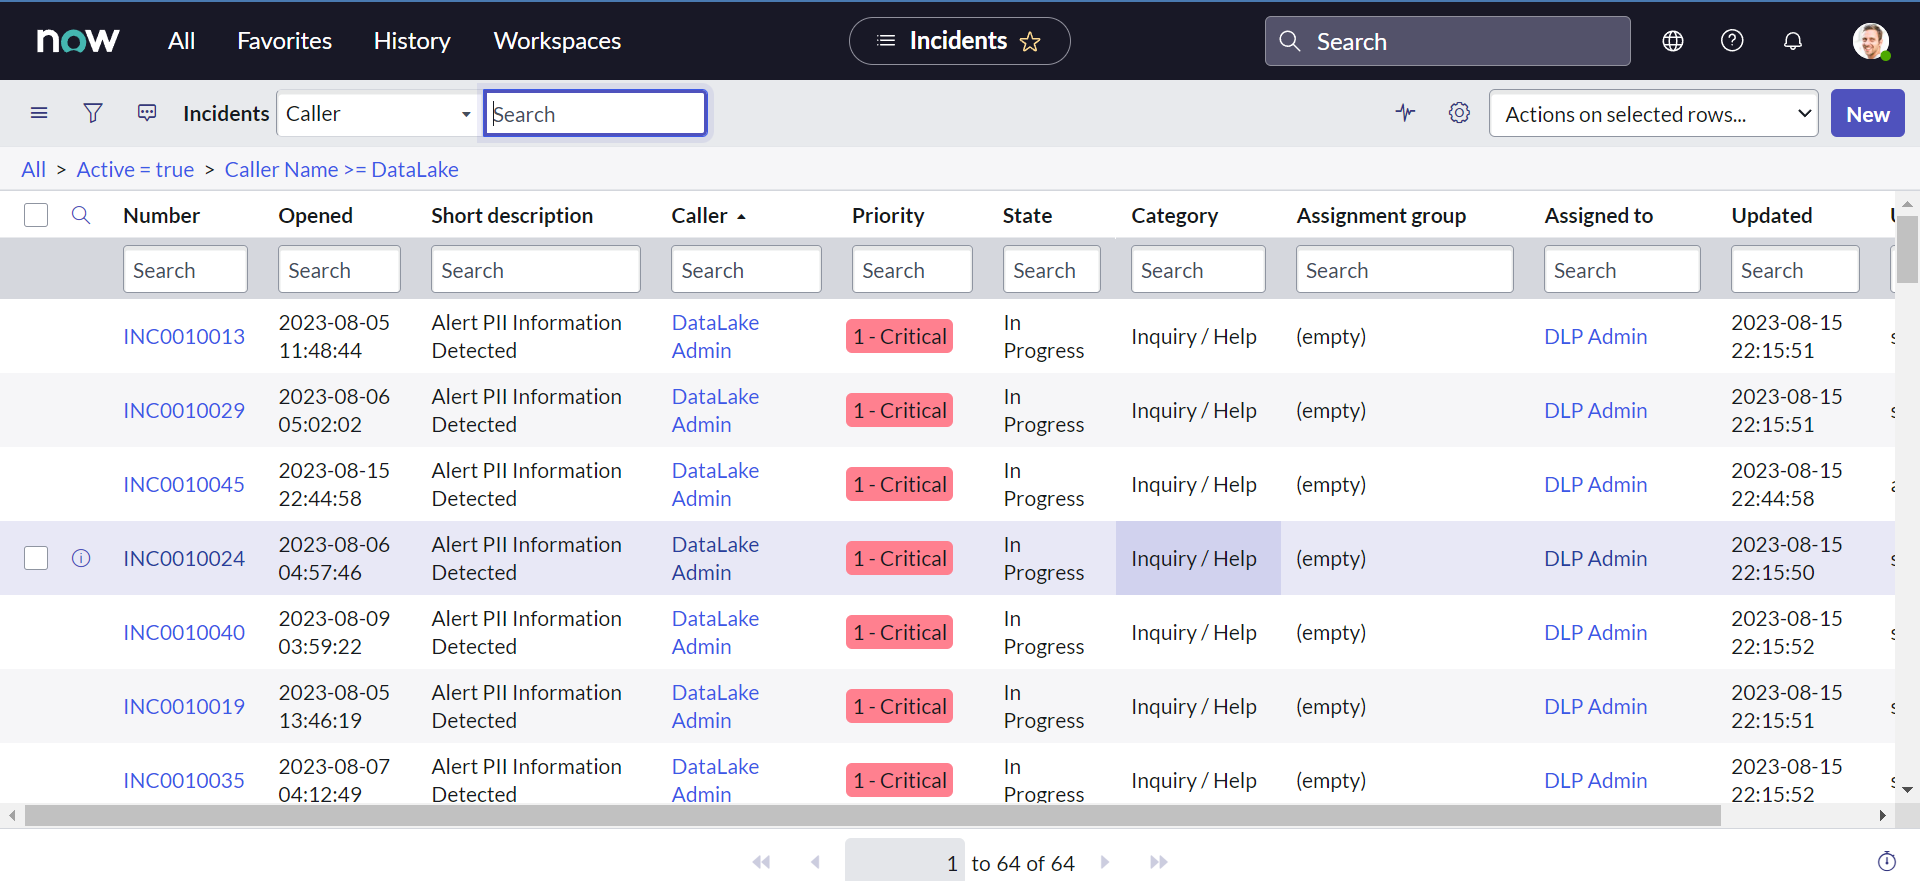 now All Favorites History Workspaces Incidents Search
Incidents Caller Search Actions on selected rows... New
All > Active = true > Caller Name >= DataLake
Number Opened Short description Caller Priority State Category Assignment group Assigned to Updated
Search Search Search Search Search Search Search Search Search Search
INC0010013 2023-08-05 11:48:44 Alert PII Information Detected DataLake Admin 1 - Critical In Progress Inquiry / Help (empty) DLP Admin 2023-08-15 22:15:51
INC0010029 2023-08-06 05:02:02 Alert PII Information Detected DataLake Admin 1 - Critical In Progress Inquiry / Help (empty) DLP Admin 2023-08-15 22:15:51
INC0010045 2023-08-15 22:44:58 Alert PII Information Detected DataLake Admin 1 - Critical In Progress Inquiry / Help (empty) DLP Admin 2023-08-15 22:44:58
INC0010024 2023-08-06 04:57:46 Alert PII Information Detected DataLake Admin 1 - Critical In Progress Inquiry / Help (empty) DLP Admin 2023-08-15 22:15:50
INC0010040 2023-08-09 03:59:22 Alert PII Information Detected DataLake Admin 1 - Critical In Progress Inquiry / Help (empty) DLP Admin 2023-08-15 22:15:52
INC0010019 2023-08-05 13:46:19 Alert PII Information Detected DataLake Admin 1 - Critical In Progress Inquiry / Help (empty) DLP Admin 2023-08-15 22:15:51
INC0010035 2023-08-07 04:12:49 Alert PII Information Detected DataLake Admin 1 - Critical In Progress Inquiry / Help (empty) DLP Admin 2023-08-15 22:15:52
1 to 64 of 64